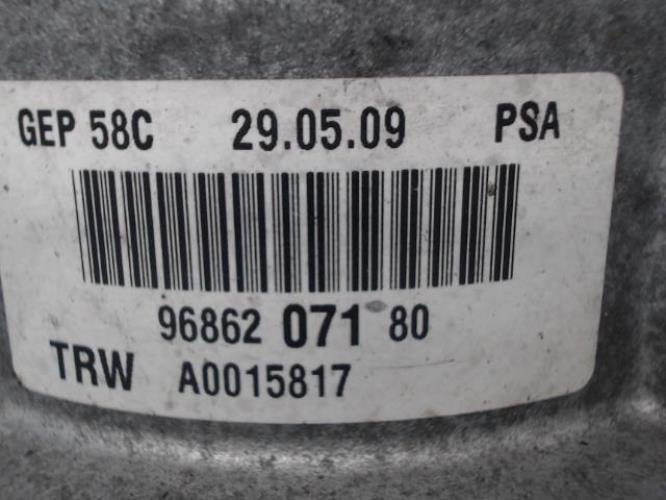 GEP 58C 29.05.09 PSA
96862 071 80
TRW A0015817